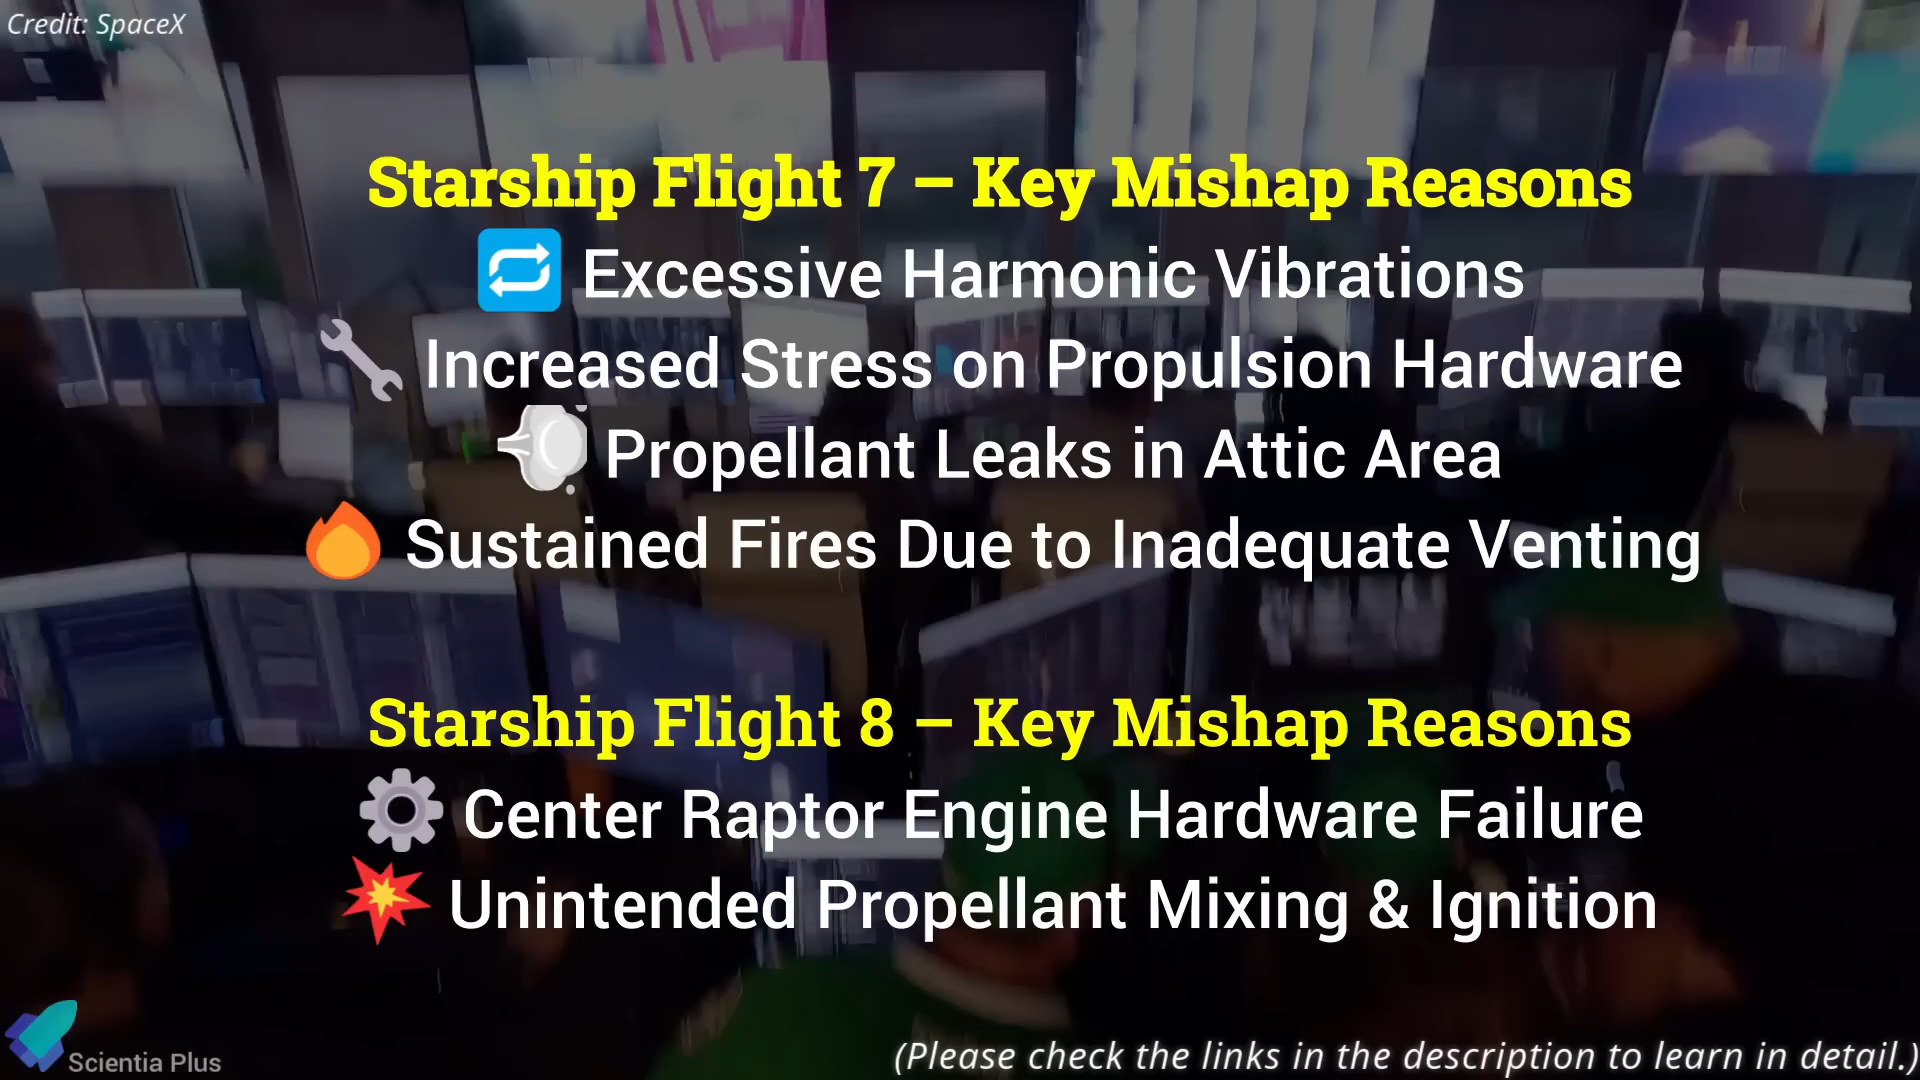 Credit: SpaceX
Starship Flight 7 – Key Mishap Reasons
Excessive Harmonic Vibrations
Increased Stress on Propulsion Hardware
Propellant Leaks in Attic Area
Sustained Fires Due to Inadequate Venting
Starship Flight 8 – Key Mishap Reasons
Center Raptor Engine Hardware Failure
Unintended Propellant Mixing & Ignition
Scientia Plus
(Please check the links in the description to learn in detail.)